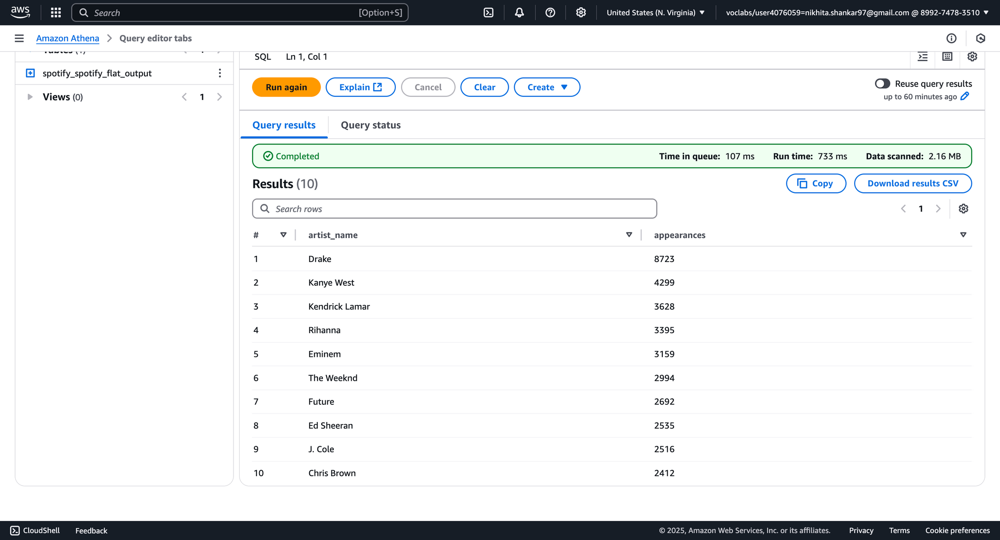 aws
Search [Option+S]
United States (N. Virginia)
voclabs/user4076059=nikhita.shankar97@gmail.com @ 8992-7478-3510
Amazon Athena
Query editor tabs
Tables (1)
1
spotify_spotify_flat_output
Views (0)
1
SQL Ln 1, Col 1
Run again
Explain
Cancel
Clear
Create
Reuse query results
up to 60 minutes ago
Query results
Query status
Completed
Time in queue: 107 ms Run time: 733 ms Data scanned: 2.16 MB
Results (10)
Copy
Download results CSV
Search rows
1
# artist_name appearances
1 Drake 8723
2 Kanye West 4299
3 Kendrick Lamar 3628
4 Rihanna 3395
5 Eminem 3159
6 The Weeknd 2994
7 Future 2692
8 Ed Sheeran 2535
9 J. Cole 2516
10 Chris Brown 2412
CloudShell
Feedback
© 2025, Amazon Web Services, Inc. or its affiliates.
Privacy
Terms
Cookie preferences